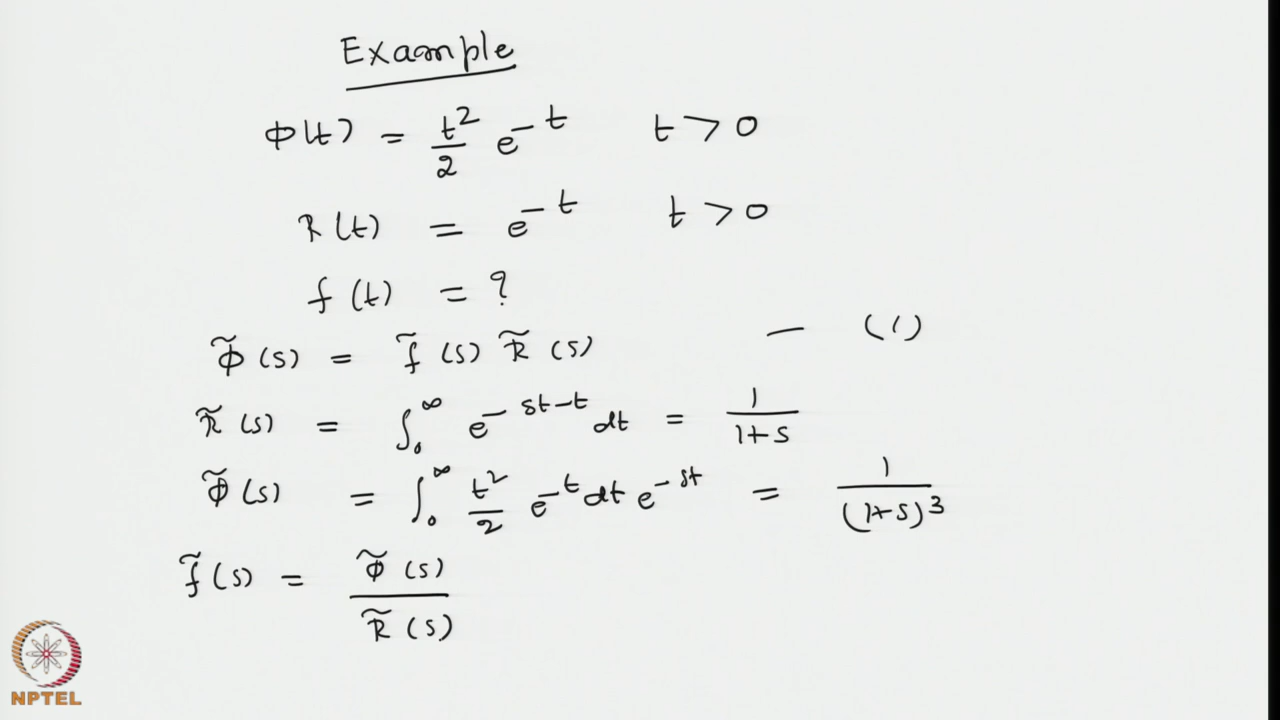 Example
Φ(t) = t²/2 e^{-t} t > 0
R(t) = e^{-t} t > 0
f(t) = ?
Φ̃(s) = f̃(s) R̃(s) — (1)
R̃(s) = ∫₀^∞ e^{-st-t} dt = 1/(1+s)
Φ̃(s) = ∫₀^∞ t²/2 e^{-t} dt e^{-st} = 1/(1+s)³
f̃(s) = Φ̃(s)/R̃(s)
NPTEL